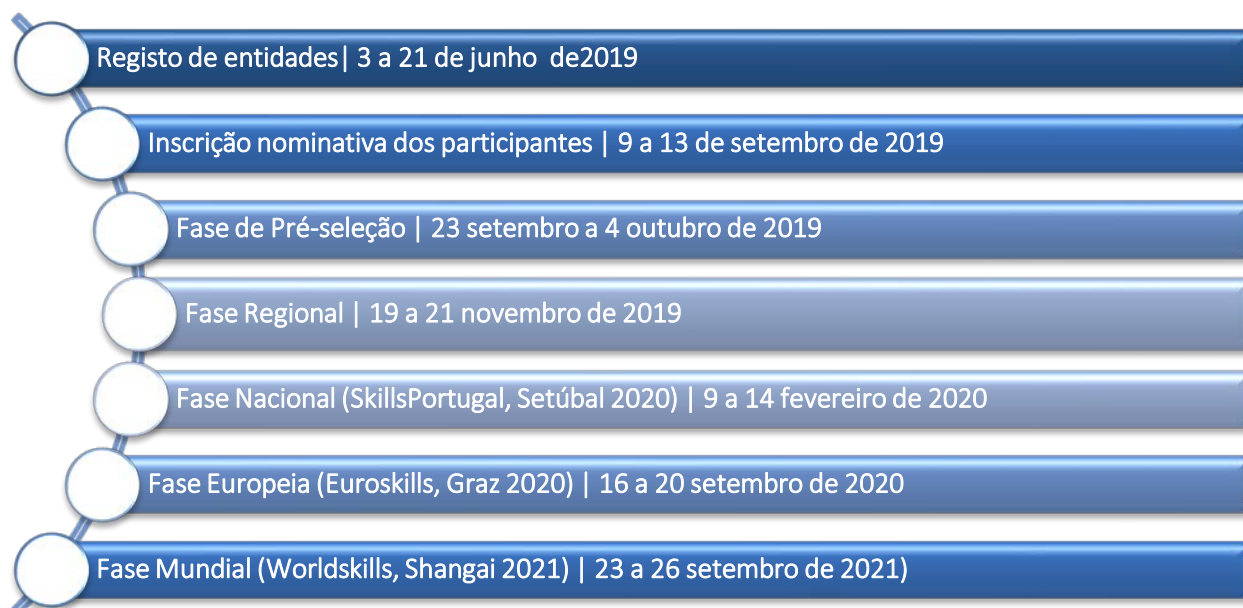 Registo de entidades| 3 a 21 de junho  de2019
Inscrição nominativa dos participantes | 9 a 13 de setembro de 2019
Fase de Pré-seleção | 23 setembro a 4 outubro de 2019
Fase Regional | 19 a 21 novembro de 2019
Fase Nacional (SkillsPortugal, Setúbal 2020) | 9 a 14 fevereiro de 2020
Fase Europeia (Euroskills, Graz 2020) | 16 a 20 setembro de 2020
Fase Mundial (Worldskills, Shangai 2021) | 23 a 26 setembro de 2021)